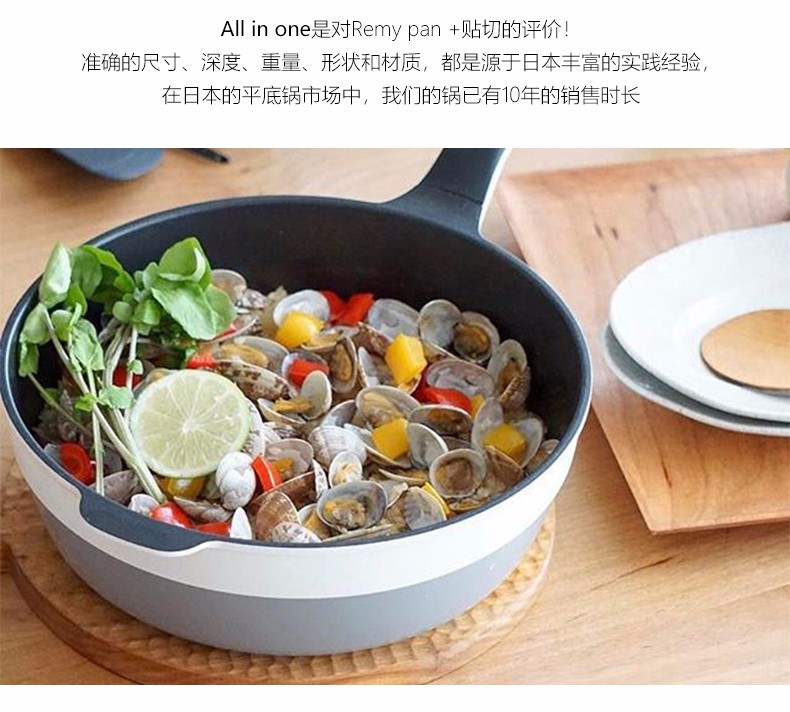 All in one是对Remy pan +贴切的评价！
准确的尺寸、深度、重量、形状和材质，都是源于日本丰富的实践经验，
在日本的平底锅市场中，我们的锅已有10年的销售时长